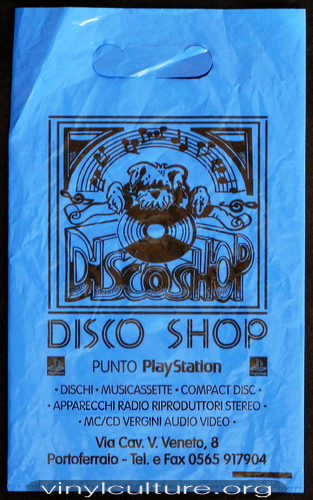 DISCOSHOP
DISCO SHOP
PUNTO PlayStation
• DISCHI • MUSICASSETTE • COMPACT DISC •
• APPARECCHI RADIO RIPRODUTTORI STEREO •
• MC/CD VERGINI AUDIO VIDEO •
Via Cav. V. Veneto, 8
Portoferraio - Tel. e Fax 0565 917904
vinylculture.org